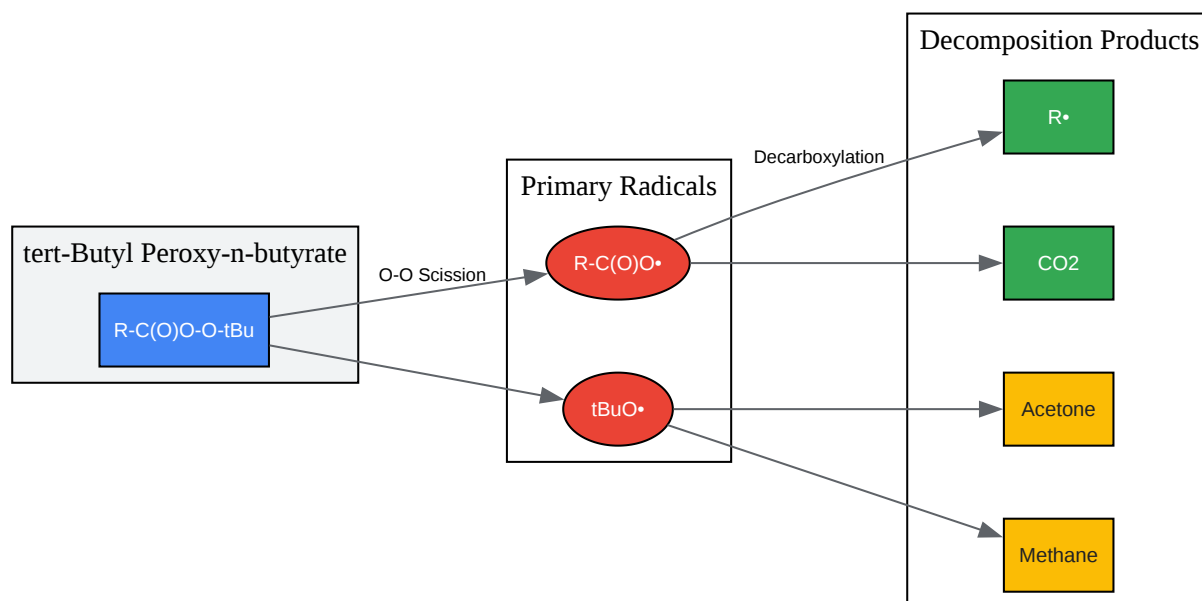 tert-Butyl Peroxy-n-butyrate
R-C(O)O-O-tBu
O-O Scission
Primary Radicals
R-C(O)O•
tBuO•
Decarboxylation
Decomposition Products
R•
CO2
Acetone
Methane